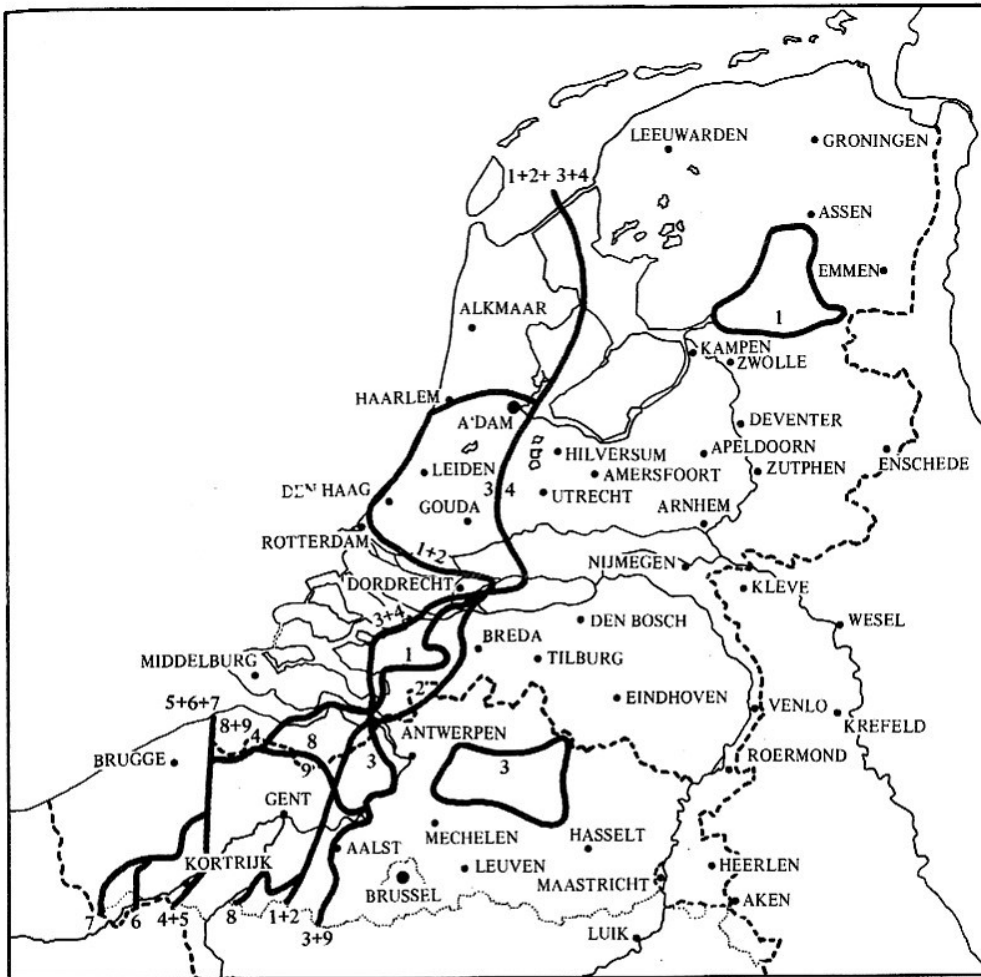 LEEUWARDEN
GRONINGEN
1+2+ 3+4
ASSEN
EMMEN
1
ALKMAAR
KAMPEN
ZWOLLE
HAARLEM
A'DAM
DEVENTER
HILVERSUM
APELDOORN
ENSCHEDE
LEIDEN
AMERSFOORT
ZUTPHEN
DEN HAAG
3 4
UTRECHT
GOUDA
ARNHEM
ROTTERDAM
1+2
NIJMEGEN
DORDRECHT
KLEVE
3+4
DEN BOSCH
WESEL
BREDA
1
TILBURG
MIDDELBURG
2
5+6+7
EINDHOVEN
VENLO
8+9
KREFELD
4
8
ANTWERPEN
BRUGGE
9
3
3
ROERMOND
GENT
MECHELEN
HASSELT
KORTRIJK
AALST
LEUVEN
HEERLEN
BRUSSEL
MAASTRICHT
AKEN
7
6
4+5
8
1+2
3+9
LUIK